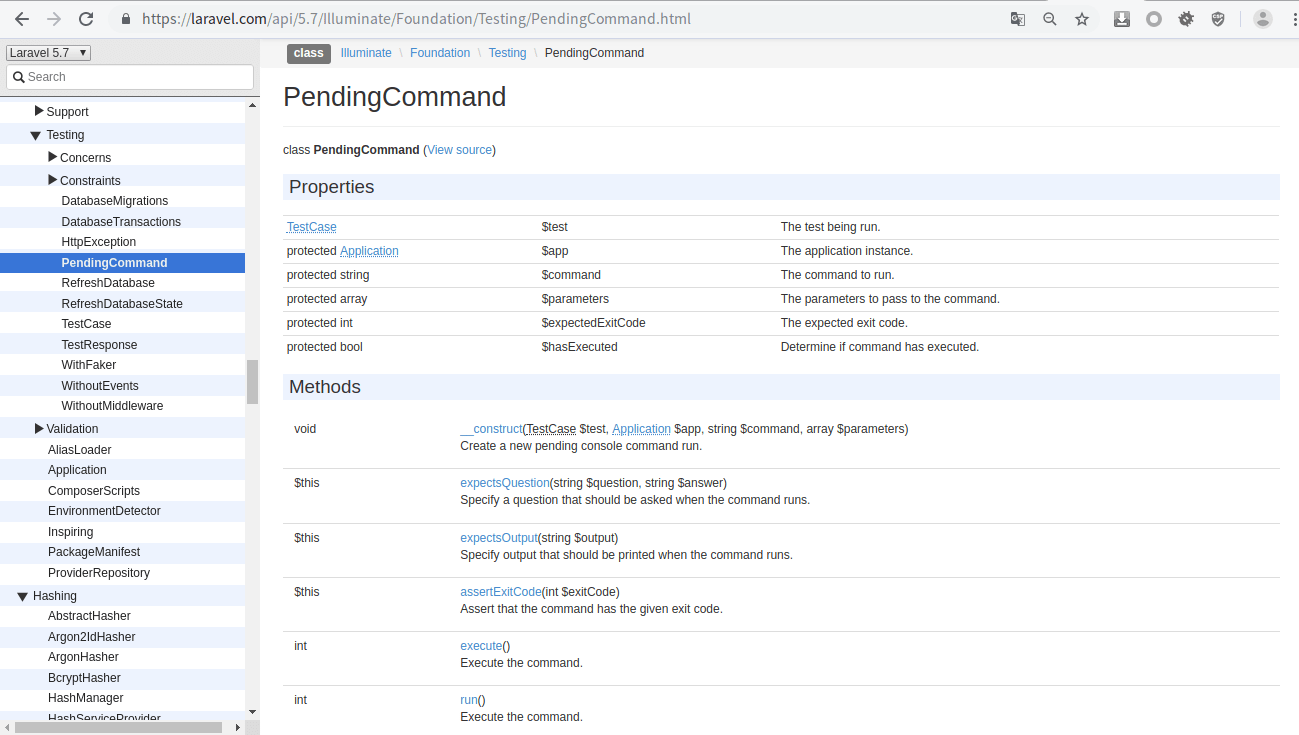 https://laravel.com/api/5.7/Illuminate/Foundation/Testing/PendingCommand.html
Laravel 5.7
Search
Support
Testing
Concerns
Constraints
DatabaseMigrations
DatabaseTransactions
HttpException
PendingCommand
RefreshDatabase
RefreshDatabaseState
TestCase
TestResponse
WithFaker
WithoutEvents
WithoutMiddleware
Validation
AliasLoader
Application
ComposerScripts
EnvironmentDetector
Inspiring
PackageManifest
ProviderRepository
Hashing
AbstractHasher
Argon2IdHasher
ArgonHasher
BcryptHasher
HashManager
HashServiceProvider
class Illuminate \ Foundation \ Testing \ PendingCommand
PendingCommand
class PendingCommand (View source)
Properties
TestCase $test The test being run.
protected Application $app The application instance.
protected string $command The command to run.
protected array $parameters The parameters to pass to the command.
protected int $expectedExitCode The expected exit code.
protected bool $hasExecuted Determine if command has executed.
Methods
void __construct(TestCase $test, Application $app, string $command, array $parameters)
Create a new pending console command run.
$this expectsQuestion(string $question, string $answer)
Specify a question that should be asked when the command runs.
$this expectsOutput(string $output)
Specify output that should be printed when the command runs.
$this assertExitCode(int $exitCode)
Assert that the command has the given exit code.
int execute()
Execute the command.
int run()
Execute the command.